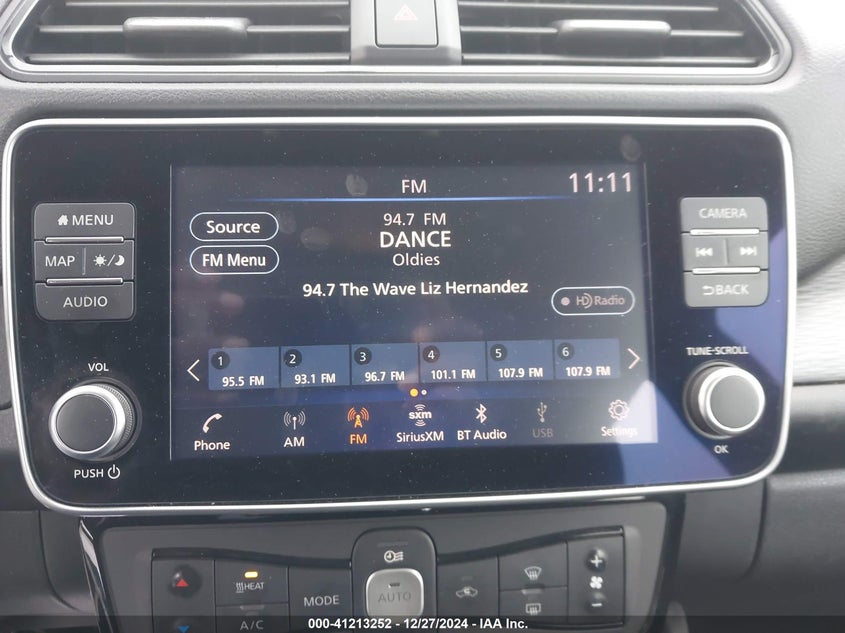 FM
11:11
MENU
MAP
AUDIO
CAMERA
BACK
Source
FM Menu
94.7 FM
DANCE
Oldies
94.7 The Wave Liz Hernandez
HD Radio
1 2 3 4 5 6
95.5 FM 93.1 FM 96.7 FM 101.1 FM 107.9 FM 107.9 FM
VOL
PUSH
TUNE-SCROLL
OK
sxm
Phone AM FM SiriusXM BT Audio USB Settings
HEAT
A/C
MODE
AUTO
000-41213252 - 12/27/2024 - IAA Inc.